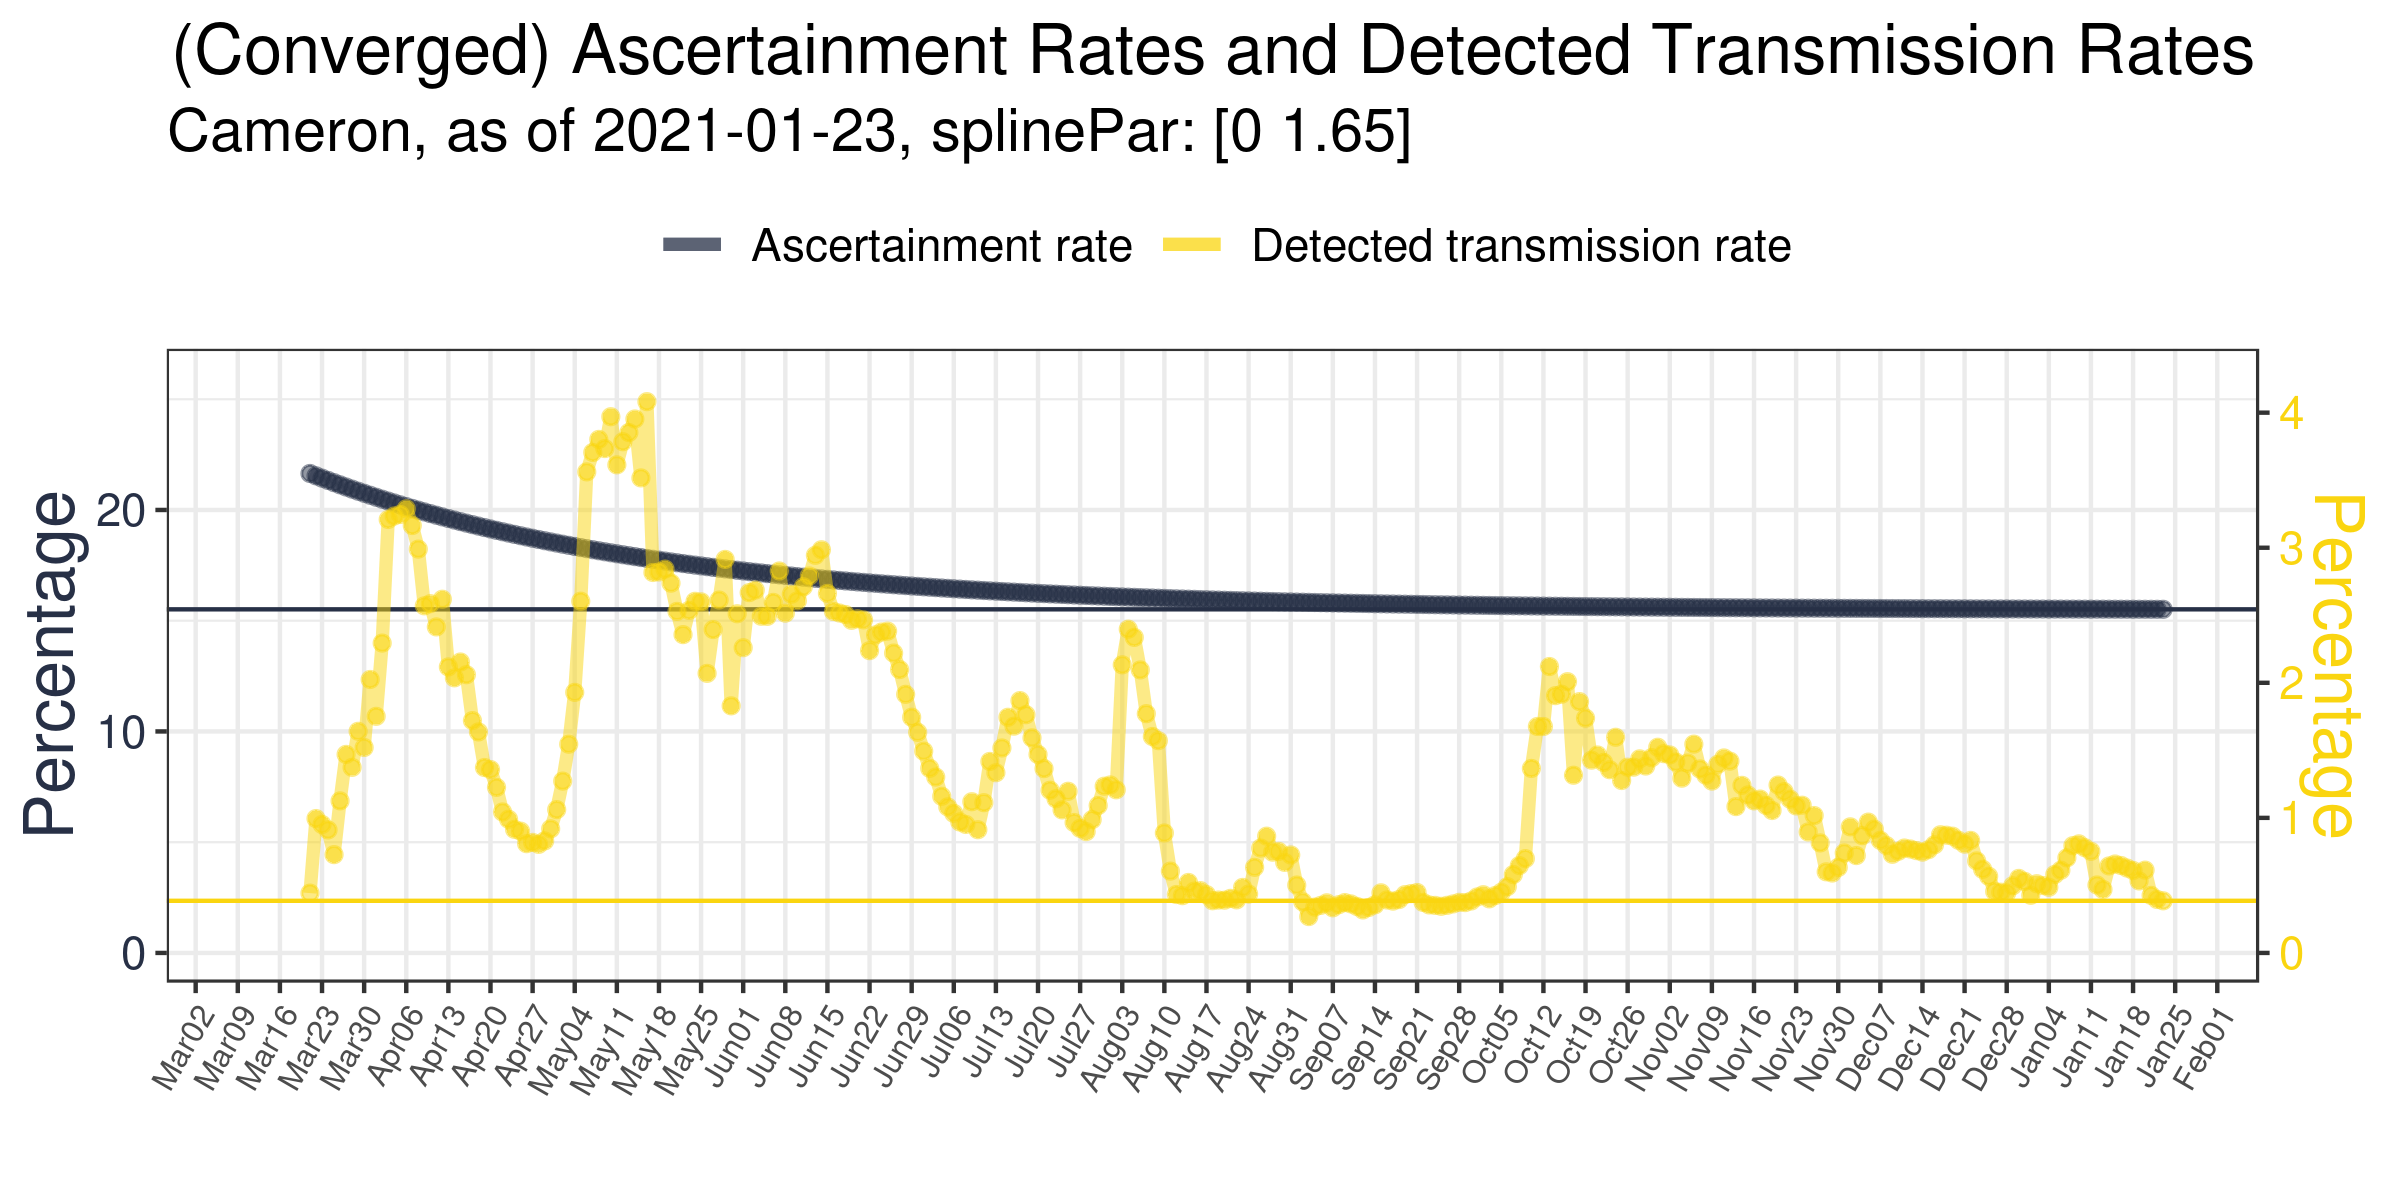 (Converged) Ascertainment Rates and Detected Transmission Rates
Cameron, as of 2021-01-23, splinePar: [0 1.65]
Ascertainment rate
Detected transmission rate
Percentage
20
10
0
4
3
2
1
0
Percentage
Mar02
Mar09
Mar16
Mar23
Mar30
Apr06
Apr13
Apr20
Apr27
May04
May11
May18
May25
Jun01
Jun08
Jun15
Jun22
Jun29
Jul06
Jul13
Jul20
Jul27
Aug03
Aug10
Aug17
Aug24
Aug31
Sep07
Sep14
Sep21
Sep28
Oct05
Oct12
Oct19
Oct26
Nov02
Nov09
Nov16
Nov23
Nov30
Dec07
Dec14
Dec21
Dec28
Jan04
Jan11
Jan18
Jan25
Feb01